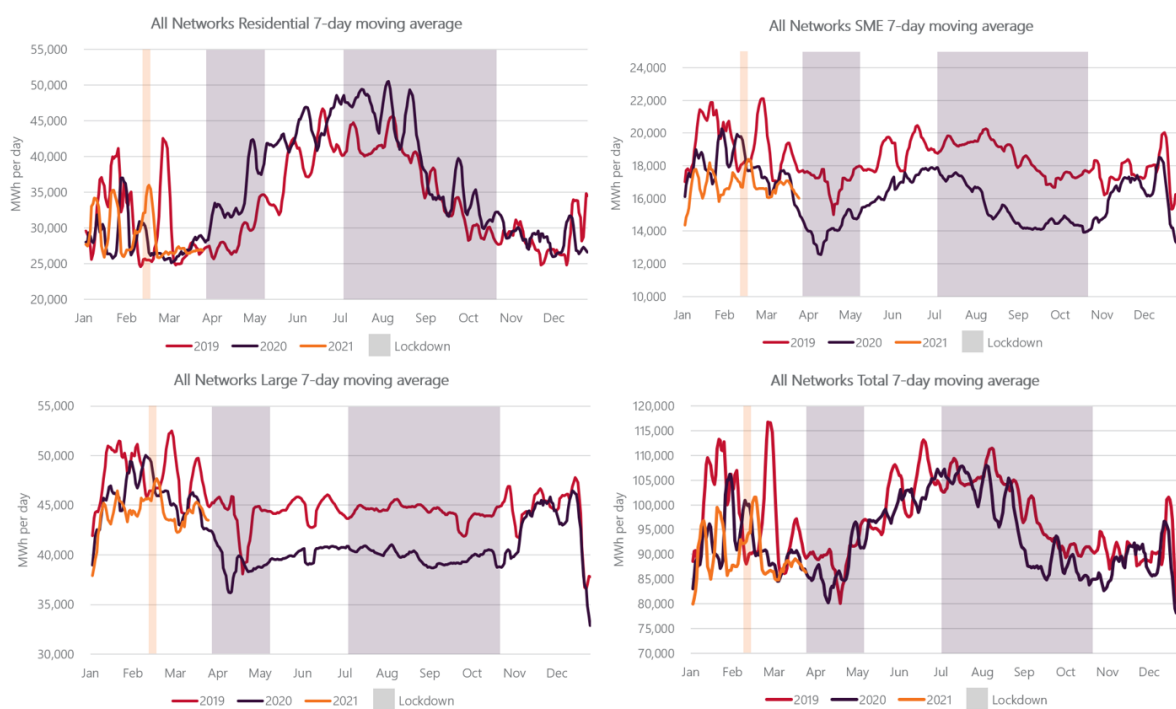 All Networks Residential 7-day moving average
55,000
50,000
45,000
40,000
35,000
30,000
25,000
20,000
MWh per day
Jan Feb Mar Apr May Jun Jul Aug Sep Oct Nov Dec
2019 2020 2021 Lockdown
All Networks SME 7-day moving average
24,000
22,000
20,000
18,000
16,000
14,000
12,000
10,000
MWh per day
Jan Feb Mar Apr May Jun Jul Aug Sep Oct Nov Dec
2019 2020 2021 Lockdown
All Networks Large 7-day moving average
55,000
50,000
45,000
40,000
35,000
30,000
MWh per day
Jan Feb Mar Apr May Jun Jul Aug Sep Oct Nov Dec
2019 2020 2021 Lockdown
All Networks Total 7-day moving average
120,000
115,000
110,000
105,000
100,000
95,000
90,000
85,000
80,000
75,000
70,000
MWh per day
Jan Feb Mar Apr May Jun Jul Aug Sep Oct Nov Dec
2019 2020 2021 Lockdown